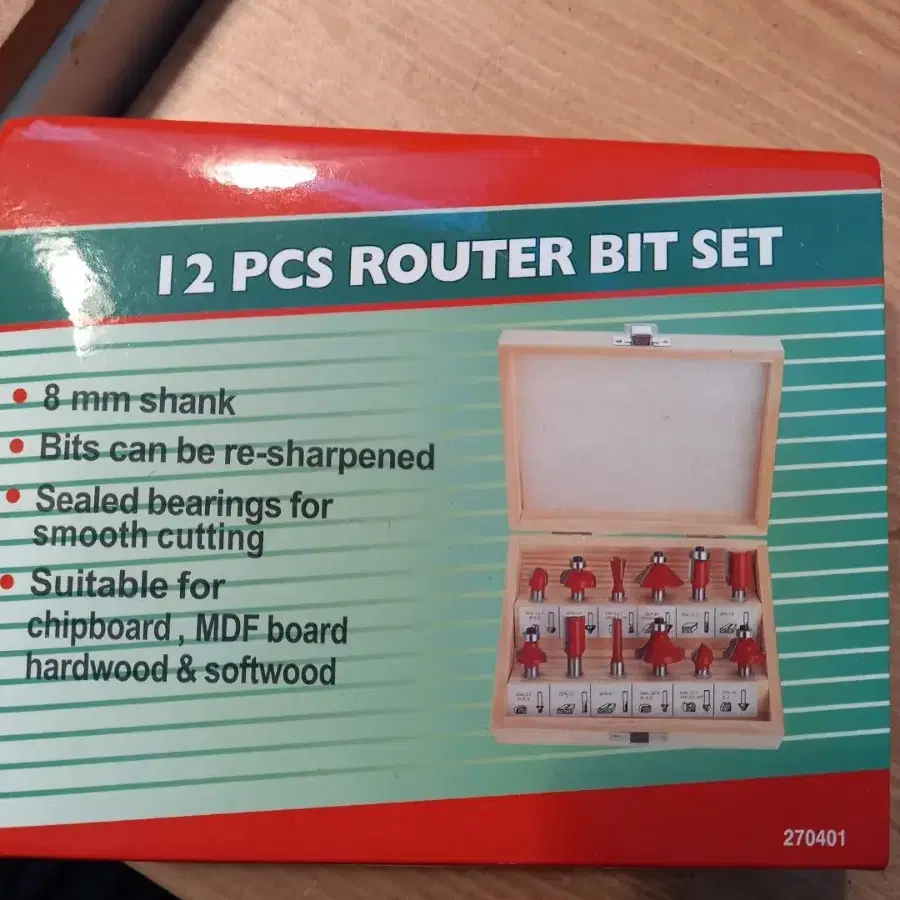 12 PCS ROUTER BIT SET
• 8 mm shank
• Bits can be re-sharpened
• Sealed bearings for
smooth cutting
• Suitable for
chipboard , MDF board
hardwood & softwood
270401